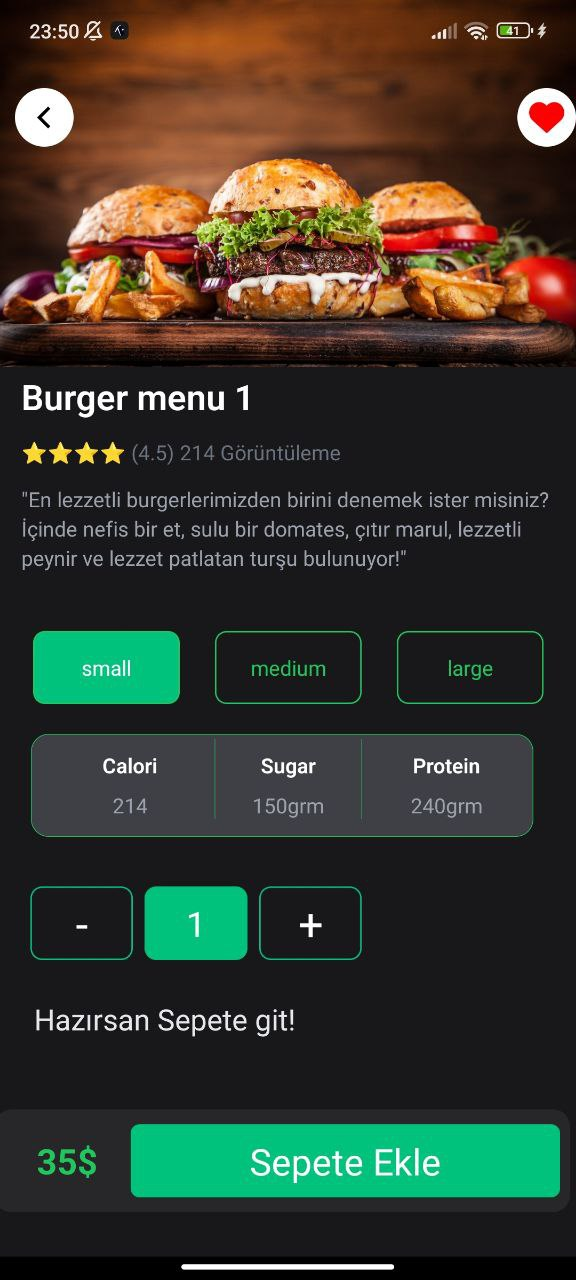 23:50
41
Burger menu 1
(4.5) 214 Görüntüleme
"En lezzetli burgerlerimizden birini denemek ister misiniz?
İçinde nefis bir et, sulu bir domates, çıtır marul, lezzetli
peynir ve lezzet patlatan turşu bulunuyor!"
small medium large
Calori Sugar Protein
214 150grm 240grm
- 1 +
Hazırsan Sepete git!
35$ Sepete Ekle